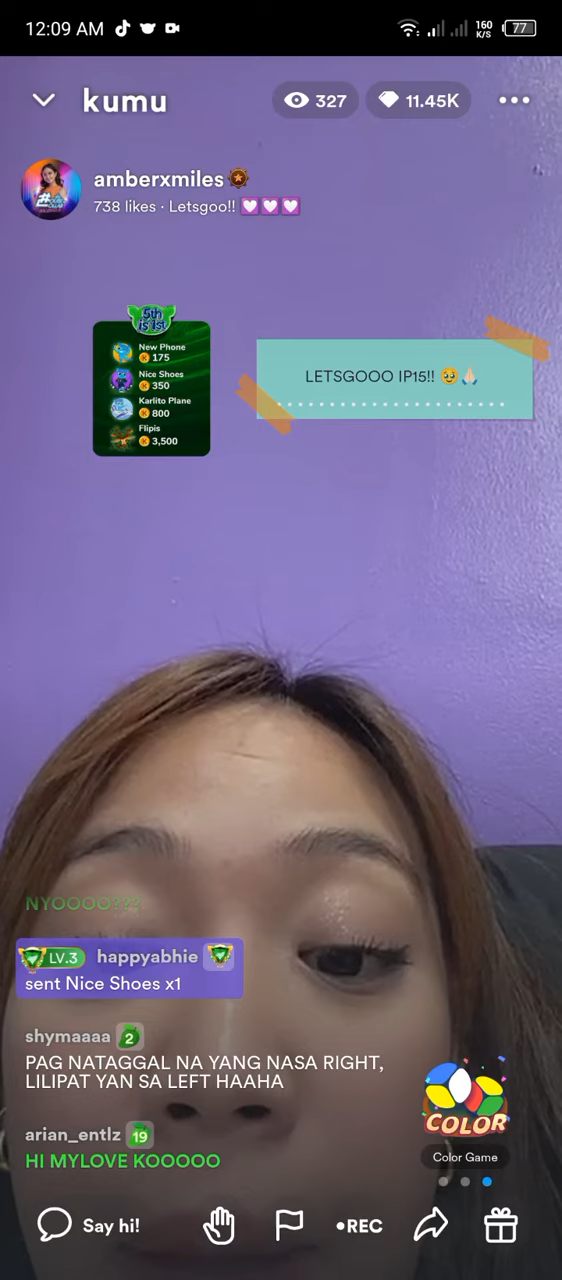 12:09 AM
160
K/S
77
kumu
327
11.45K
amberxmiles
738 likes · Letsgoo!! 💟💟💟
5th
is 1st
New Phone
175
Nice Shoes
350
Karlito Plane
800
Flipis
3,500
LETSGOOO IP15!! 🥹🙏🏻
NYOOOO???
LV.3 happyabhie
sent Nice Shoes x1
shymaaaa 2
PAG NATAGGAL NA YANG NASA RIGHT,
LILIPAT YAN SA LEFT HAAHA
arian_entlz 19
HI MYLOVE KOOOOO
COLOR
Color Game
Say hi!
•REC